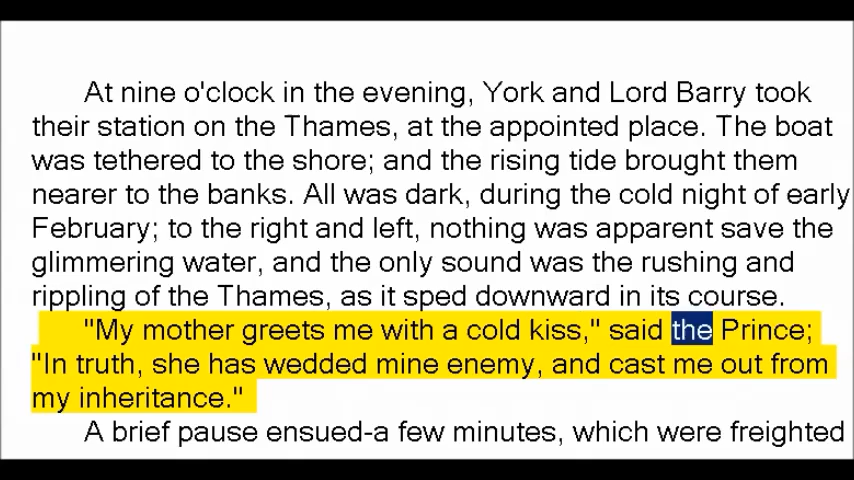 At nine o'clock in the evening, York and Lord Barry took
their station on the Thames, at the appointed place. The boat
was tethered to the shore; and the rising tide brought them
nearer to the banks. All was dark, during the cold night of early
February; to the right and left, nothing was apparent save the
glimmering water, and the only sound was the rushing and
rippling of the Thames, as it sped downward in its course.
"My mother greets me with a cold kiss," said the Prince;
"In truth, she has wedded mine enemy, and cast me out from
my inheritance."
A brief pause ensued-a few minutes, which were freighted